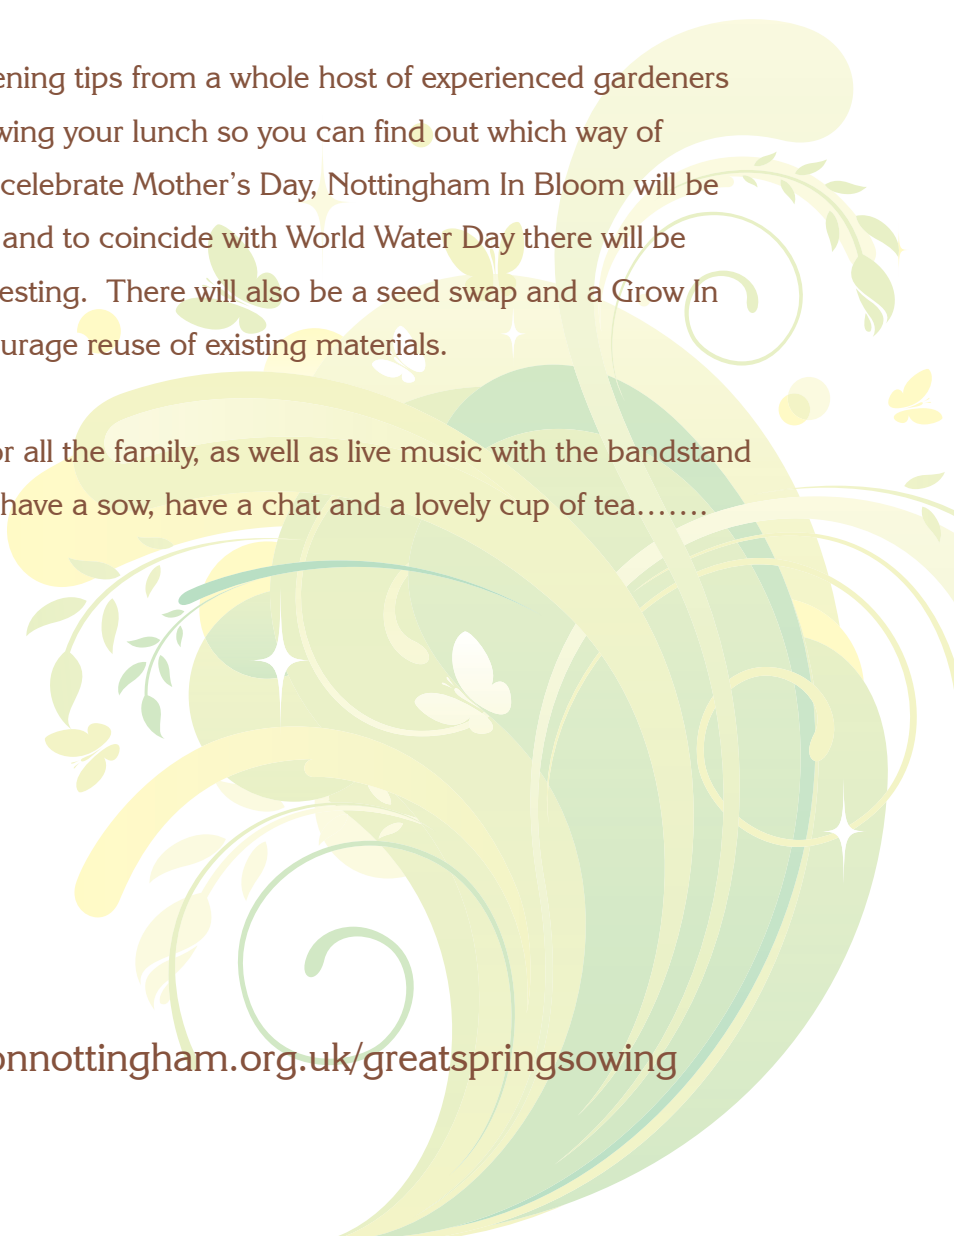 ening tips from a whole host of experienced gardeners
wing your lunch so you can find out which way of
celebrate Mother’s Day, Nottingham In Bloom will be
and to coincide with World Water Day there will be
esting.  There will also be a seed swap and a Grow In
urage reuse of existing materials.
or all the family, as well as live music with the bandstand
have a sow, have a chat and a lovely cup of tea…….
onnottingham.org.uk/greatspringsowing